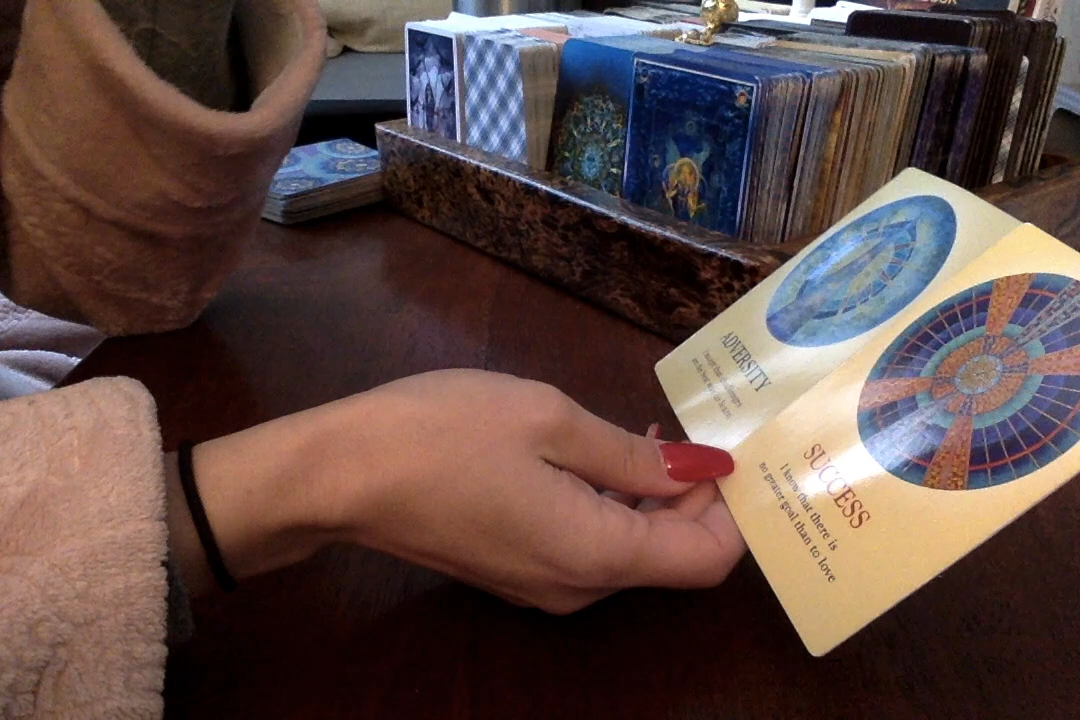 ADVERSITY
SUCCESS
I know that there is
no greater goal than to love